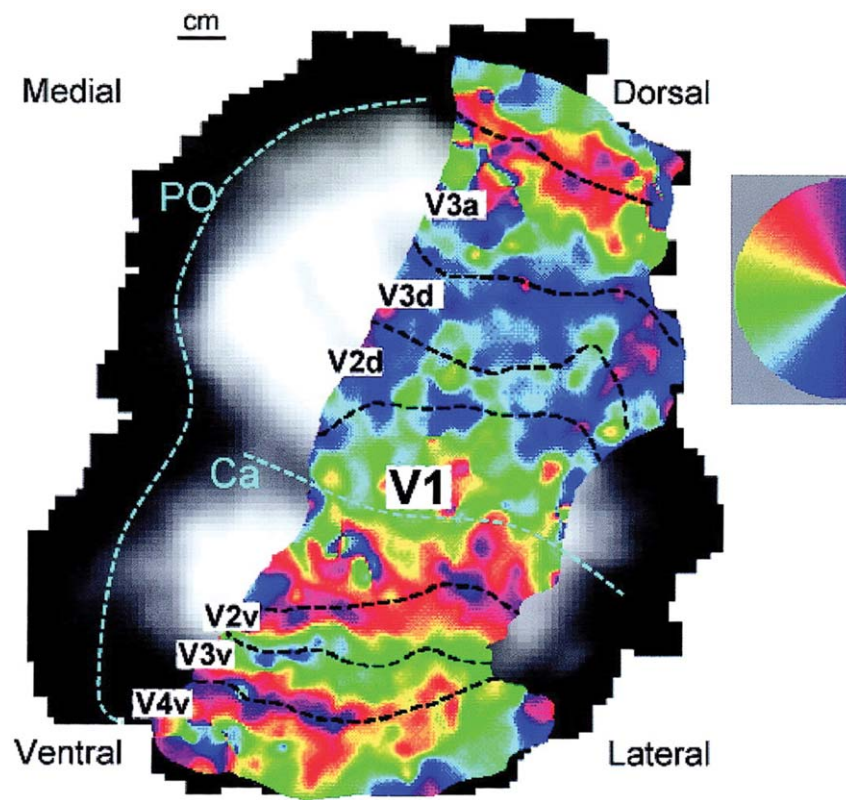 cm
Medial
Dorsal
PO
V3a
V3d
V2d
Ca
V1
V2v
V3v
V4v
Ventral
Lateral